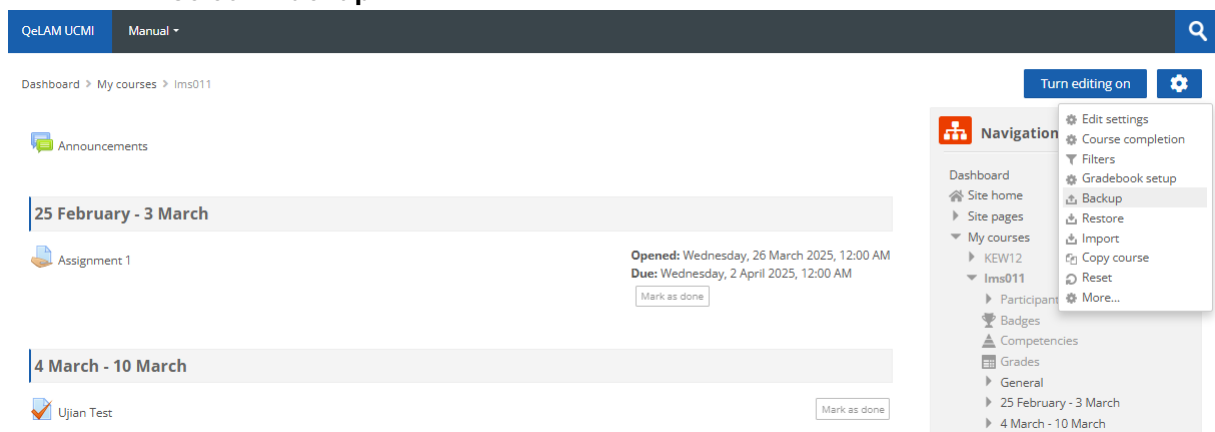 QeLAM UCMI Manual
Dashboard > My courses > lms011
Turn editing on
Announcements
25 February - 3 March
Assignment 1
Opened: Wednesday, 26 March 2025, 12:00 AM
Due: Wednesday, 2 April 2025, 12:00 AM
Mark as done
4 March - 10 March
Ujian Test
Mark as done
Navigation
Dashboard
Site home
Site pages
My courses
KEW12
lms011
Participant
Badges
Competencies
Grades
General
25 February - 3 March
4 March - 10 March
Edit settings
Course completion
Filters
Gradebook setup
Backup
Restore
Import
Copy course
Reset
More...